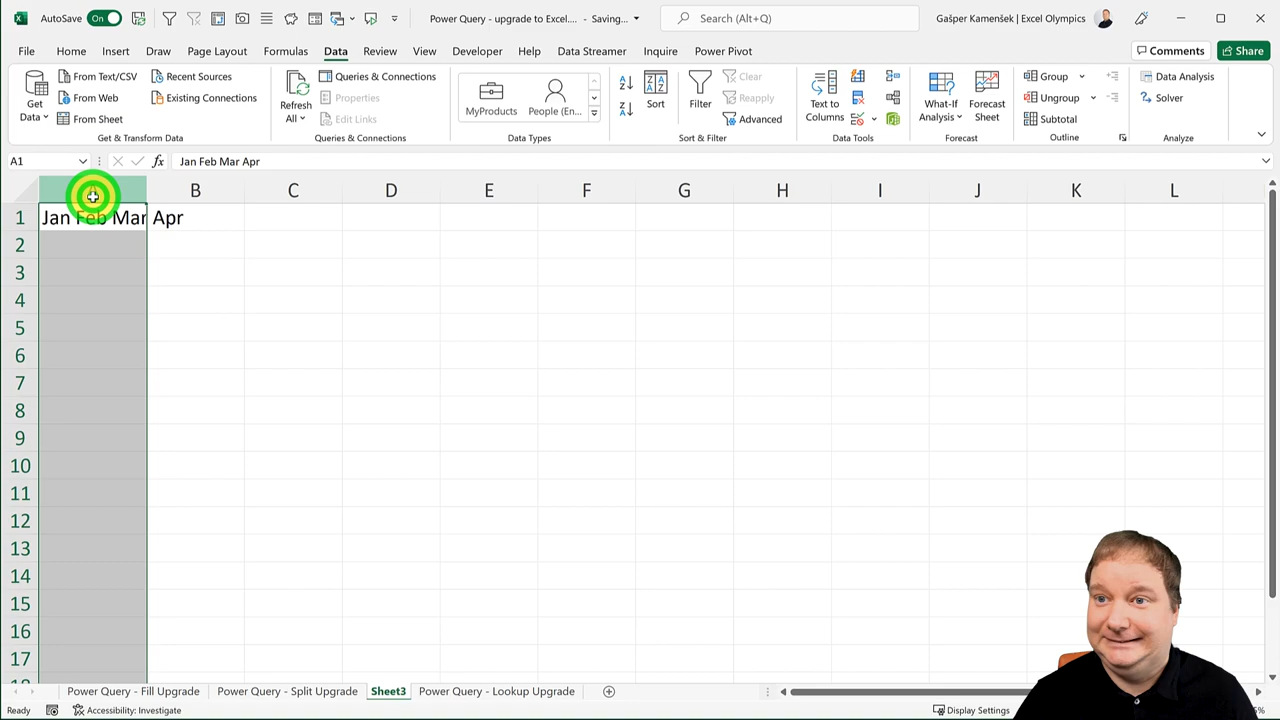 AutoSave On
Power Query - upgrade to Excel.... - Saving...
Search (Alt+Q)
Gašper Kamenšek | Excel Olympics
File Home Insert Draw Page Layout Formulas Data Review View Developer Help Data Streamer Inquire Power Pivot
Comments Share
Get Data
From Text/CSV
From Web
From Sheet
Recent Sources
Existing Connections
Get & Transform Data
Refresh All
Queries & Connections
Properties
Edit Links
Queries & Connections
MyProducts People (En...
Data Types
Sort
Filter
Clear
Reapply
Advanced
Sort & Filter
Text to Columns
Data Tools
What-If Analysis
Forecast Sheet
Forecast
Group
Ungroup
Subtotal
Outline
Data Analysis
Solver
Analyze
A1 fx Jan Feb Mar Apr
B C D E F G H I J K L
1 Jan Feb Mar Apr
2
3
4
5
6
7
8
9
10
11
12
13
14
15
16
17
Power Query - Fill Upgrade Power Query - Split Upgrade Sheet3 Power Query - Lookup Upgrade
Ready Accessibility: Investigate Display Settings